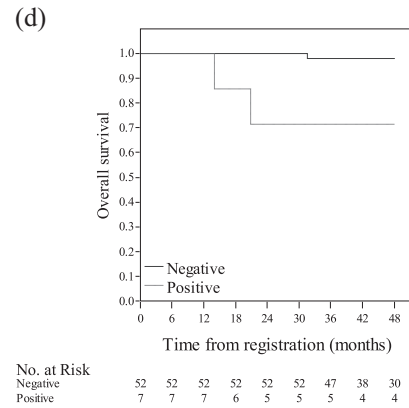 (d)
Overall survival
1.0
0.9
0.8
0.7
0.6
0.5
0.4
0.3
0.2
0.1
0.0
Negative
Positive
0 6 12 18 24 30 36 42 48
Time from registration (months)
No. at Risk
Negative 52 52 52 52 52 52 47 38 30
Positive 7 7 7 6 5 5 5 4 4